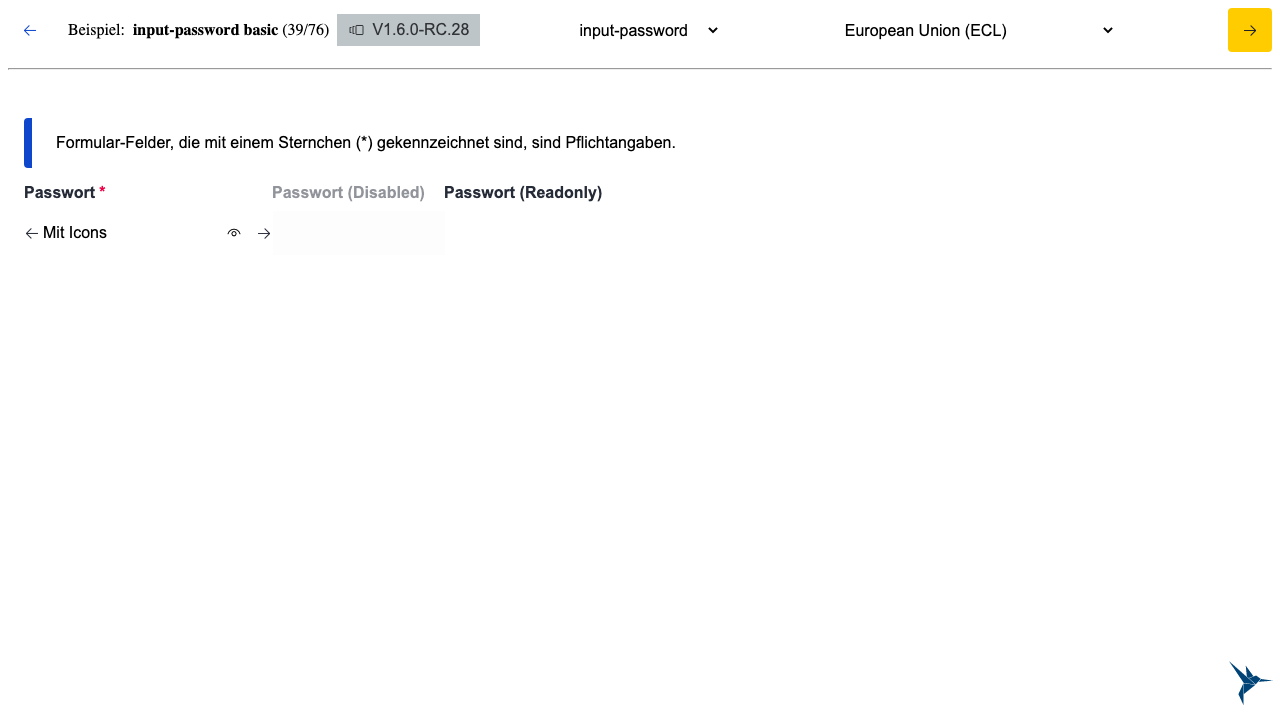 Beispiel: input-password basic (39/76) V1.6.0-RC.28 input-password European Union (ECL)
Formular-Felder, die mit einem Sternchen (*) gekennzeichnet sind, sind Pflichtangaben.
Passwort * Passwort (Disabled) Passwort (Readonly)
Mit Icons